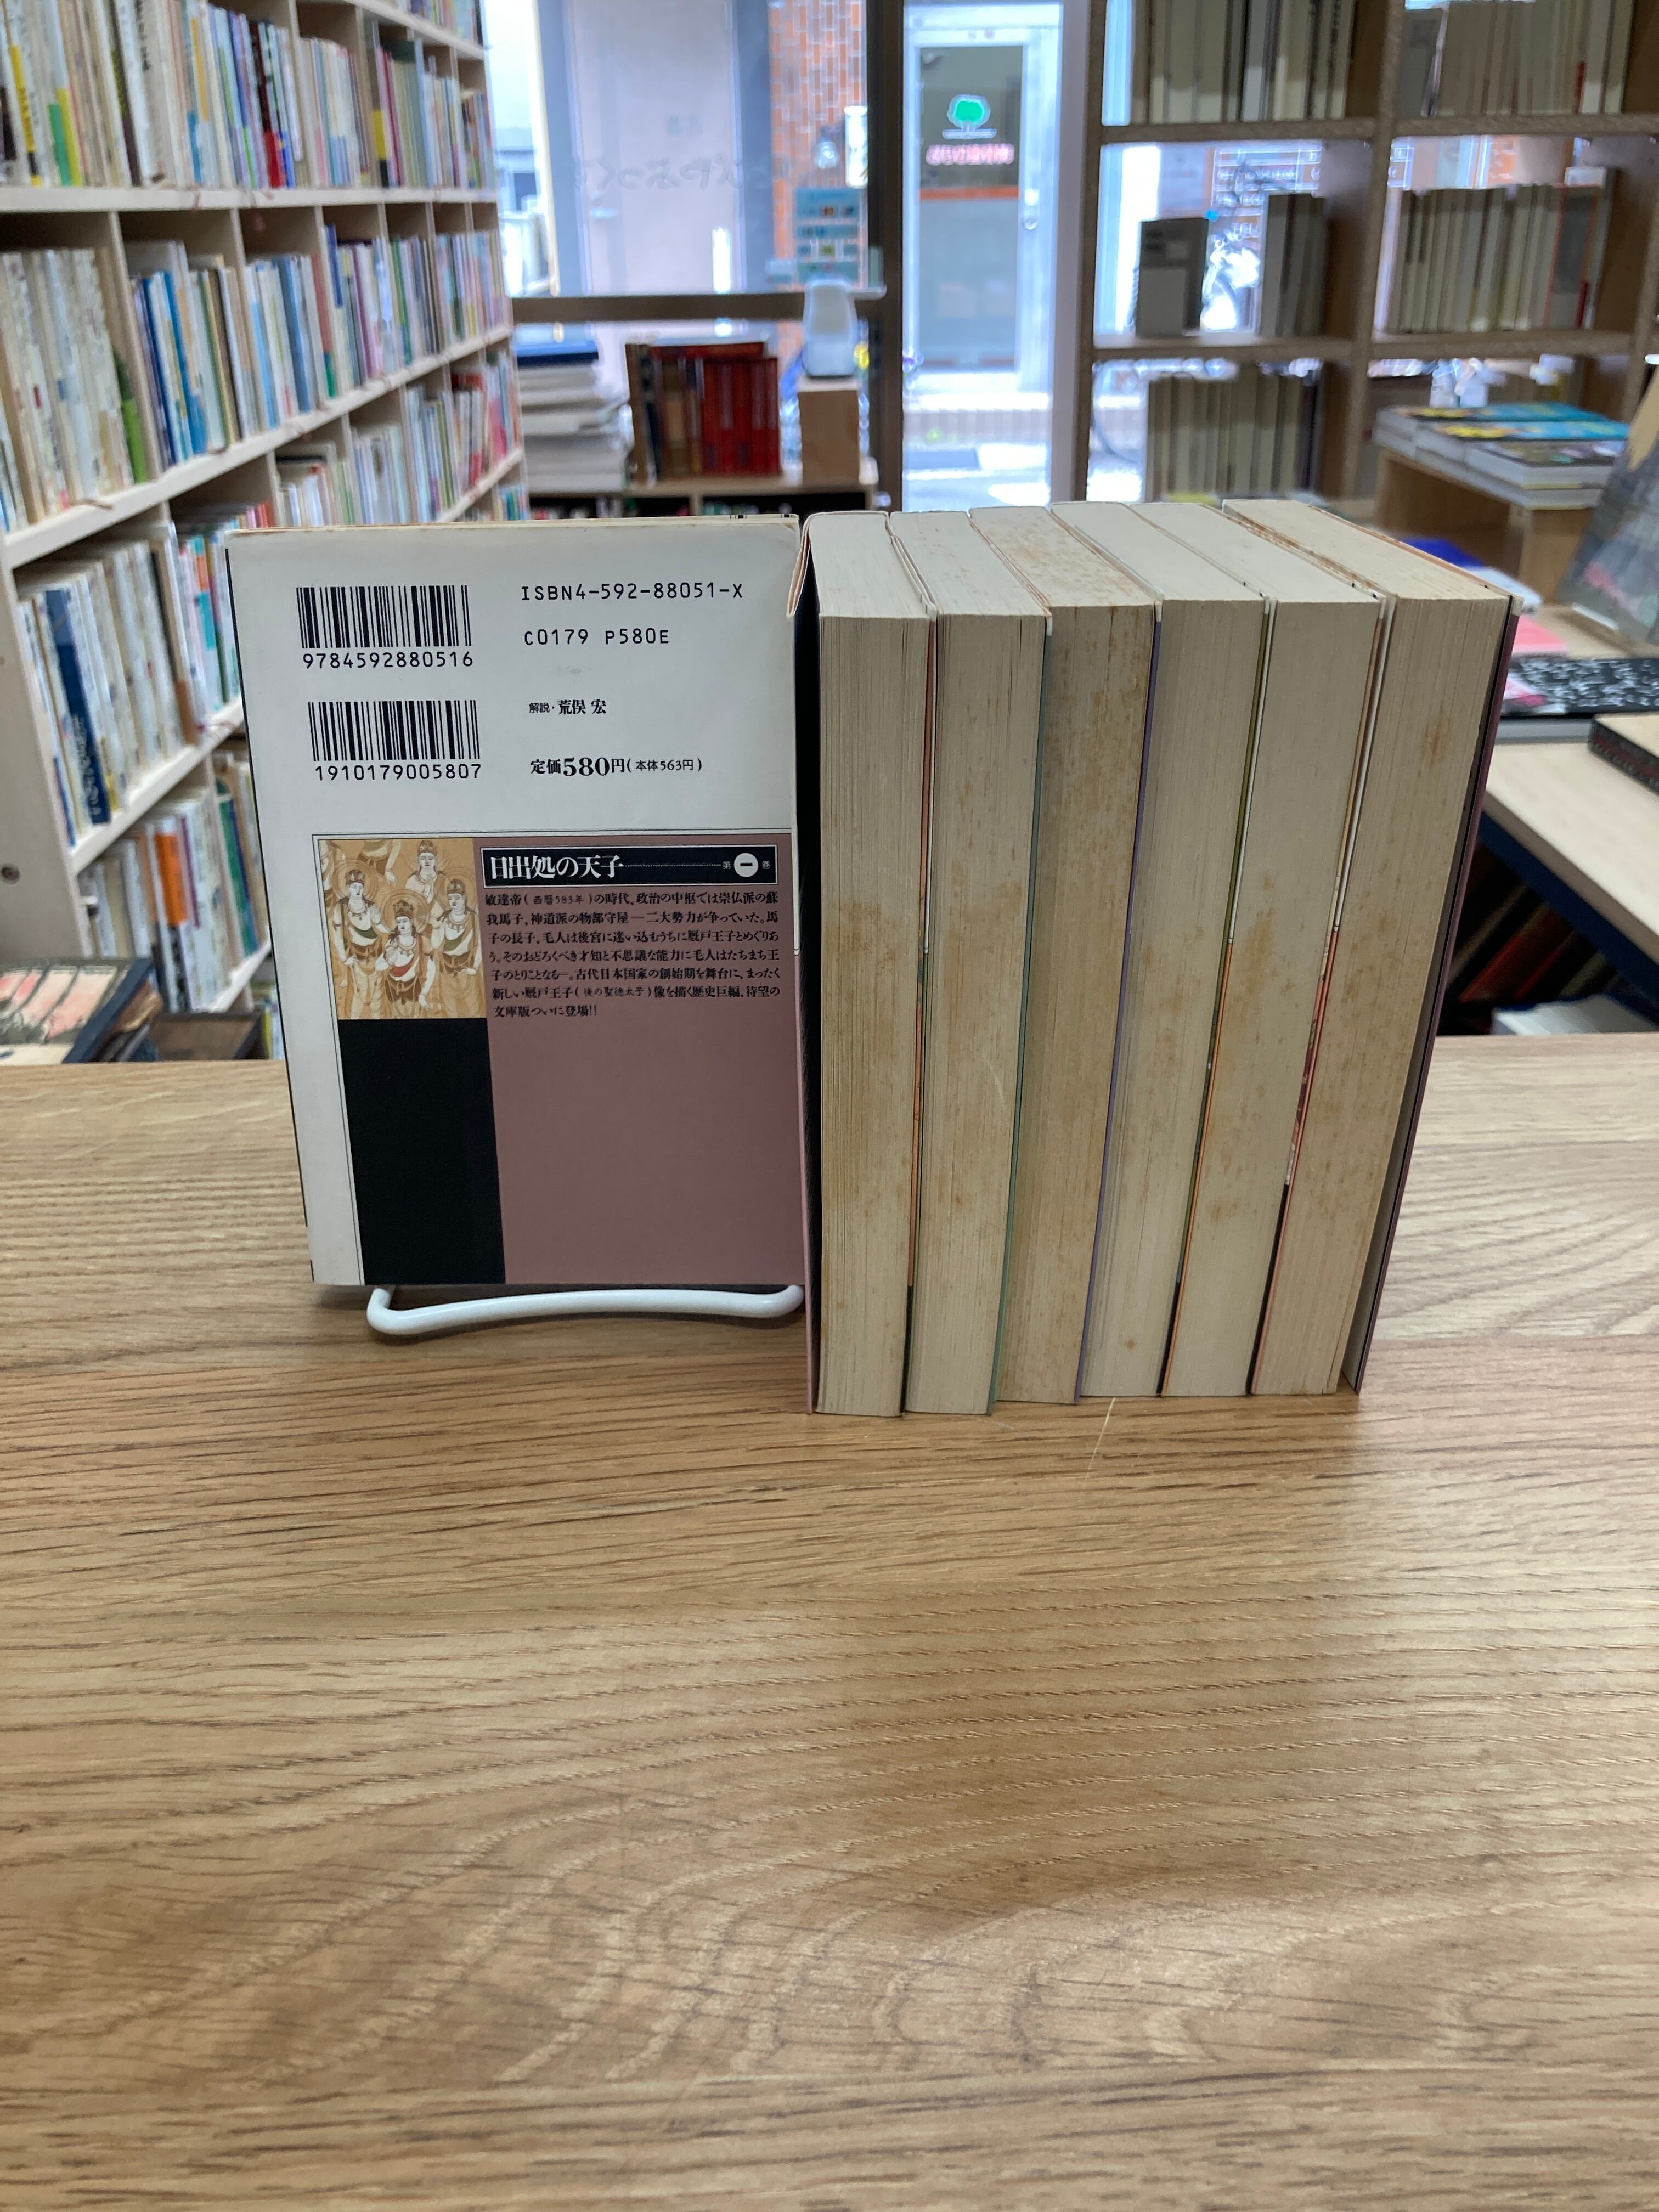 ISBN4-592-88051-X
9784592880516
C0179 P580E
解説・荒俣 宏
1910179005807
定価580円(本体563円)
日出処の天子 第一巻
敏達帝(西暦583年)の時代、政治の中枢では崇仏派の蘇
我馬子、神道派の物部守屋―二大勢力が争っていた。馬
子の長子、毛人は後宮に迷い込むうちに厩戸王子とめぐりあ
う。そのおどろくべき才知と不思議な能力に毛人はたちまち王
子のとりことなる―。古代日本国家の創始期を舞台に、まったく
新しい厩戸王子(後の聖徳太子)像を描く歴史巨編、待望の
文庫版ついに登場!!